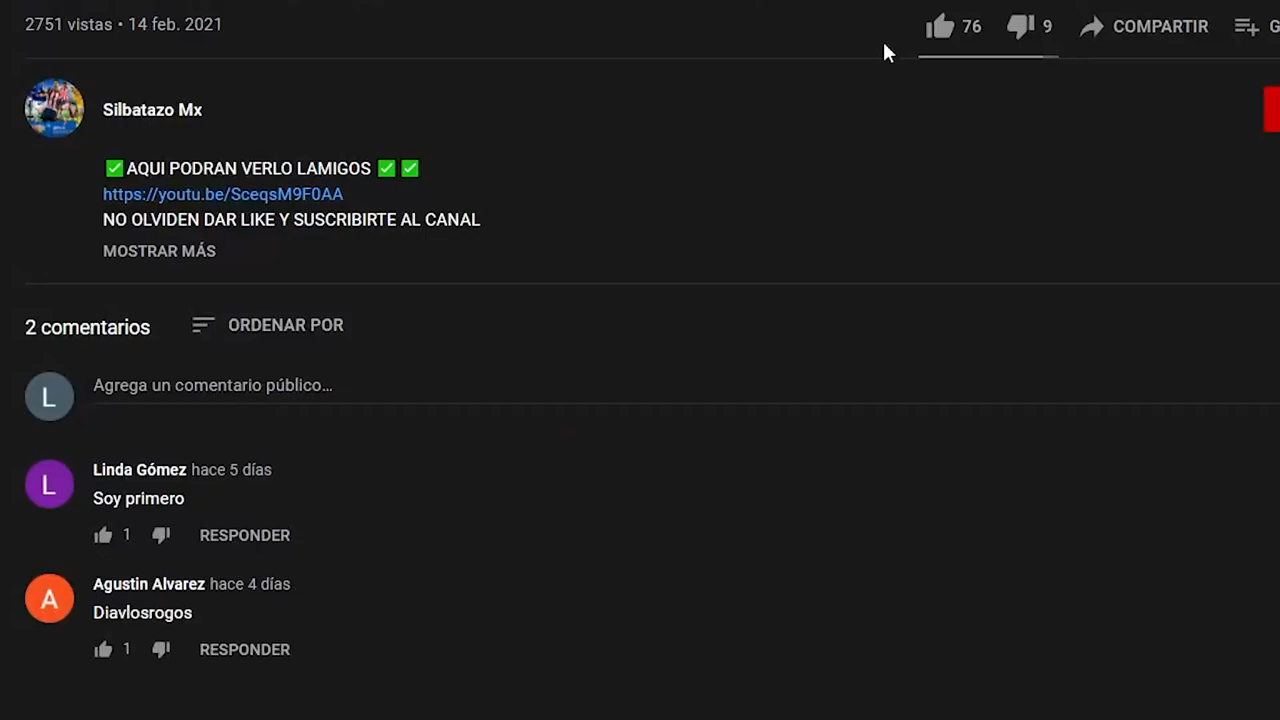 2751 vistas • 14 feb. 2021
76 9 COMPARTIR G
Silbatazo Mx
✅AQUI PODRAN VERLO LAMIGOS ✅ ✅
https://youtu.be/SceqsM9F0AA
NO OLVIDEN DAR LIKE Y SUSCRIBIRTE AL CANAL
MOSTRAR MÁS
2 comentarios ORDENAR POR
L
Agrega un comentario público...
L
Linda Gómez hace 5 días
Soy primero
1 RESPONDER
A
Agustin Alvarez hace 4 días
Diavlosrogos
1 RESPONDER